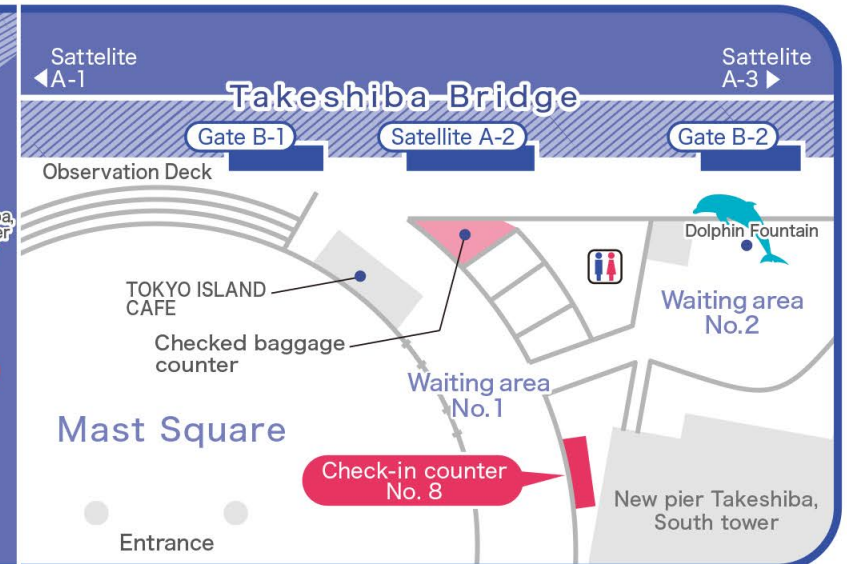 Sattelite
◀A-1
Sattelite
A-3 ▶
Takeshiba Bridge
Gate B-1
Satellite A-2
Gate B-2
Observation Deck
Dolphin Fountain
TOKYO ISLAND
CAFE
Waiting area
No.2
Checked baggage
counter
Waiting area
No.1
Mast Square
Check-in counter
No. 8
New pier Takeshiba,
South tower
Entrance